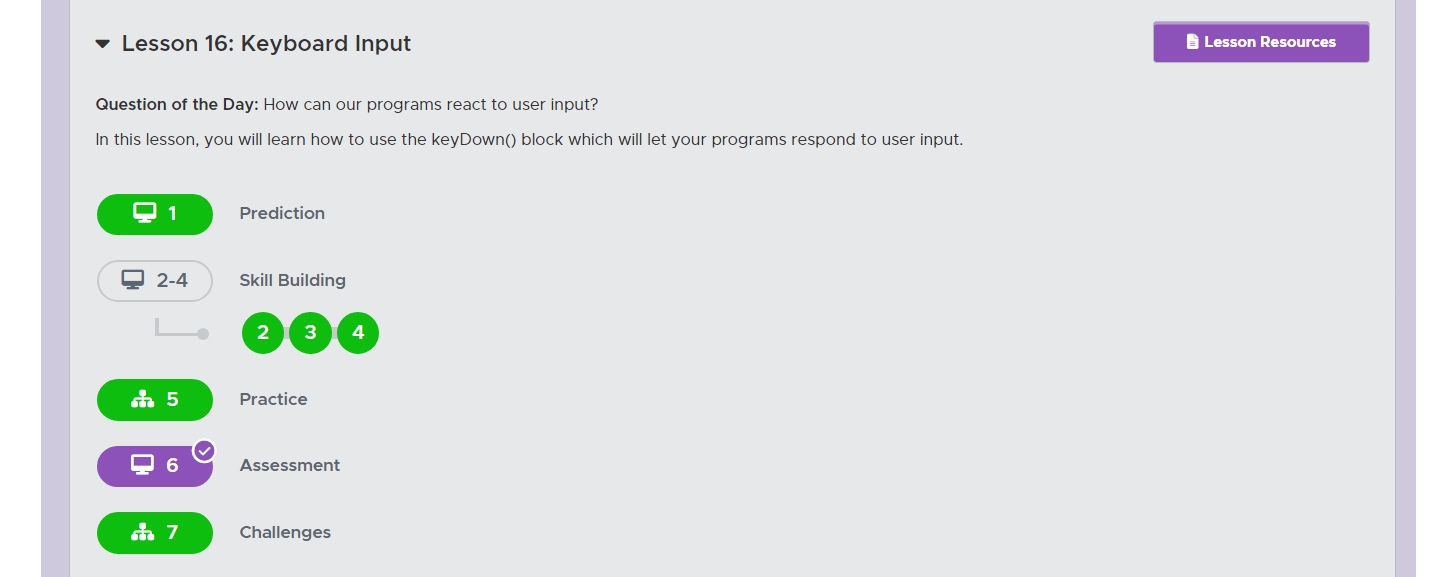 Lesson 16: Keyboard Input
Lesson Resources
Question of the Day: How can our programs react to user input?
In this lesson, you will learn how to use the keyDown() block which will let your programs respond to user input.
1 Prediction
2-4 Skill Building
2 3 4
5 Practice
6 Assessment
7 Challenges